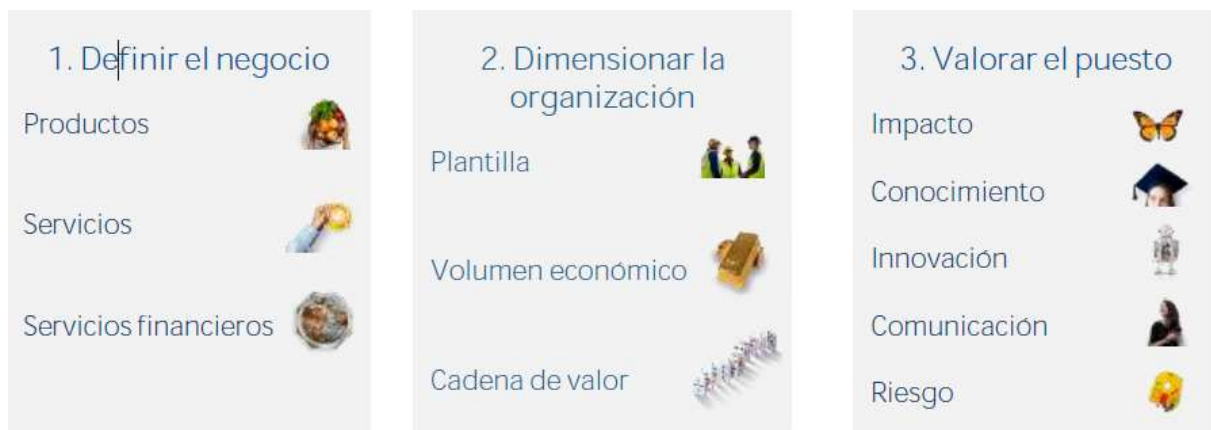 1. Definir el negocio
Productos
Servicios
Servicios financieros
2. Dimensionar la
organización
Plantilla
Volumen económico
Cadena de valor
3. Valorar el puesto
Impacto
Conocimiento
Innovación
Comunicación
Riesgo